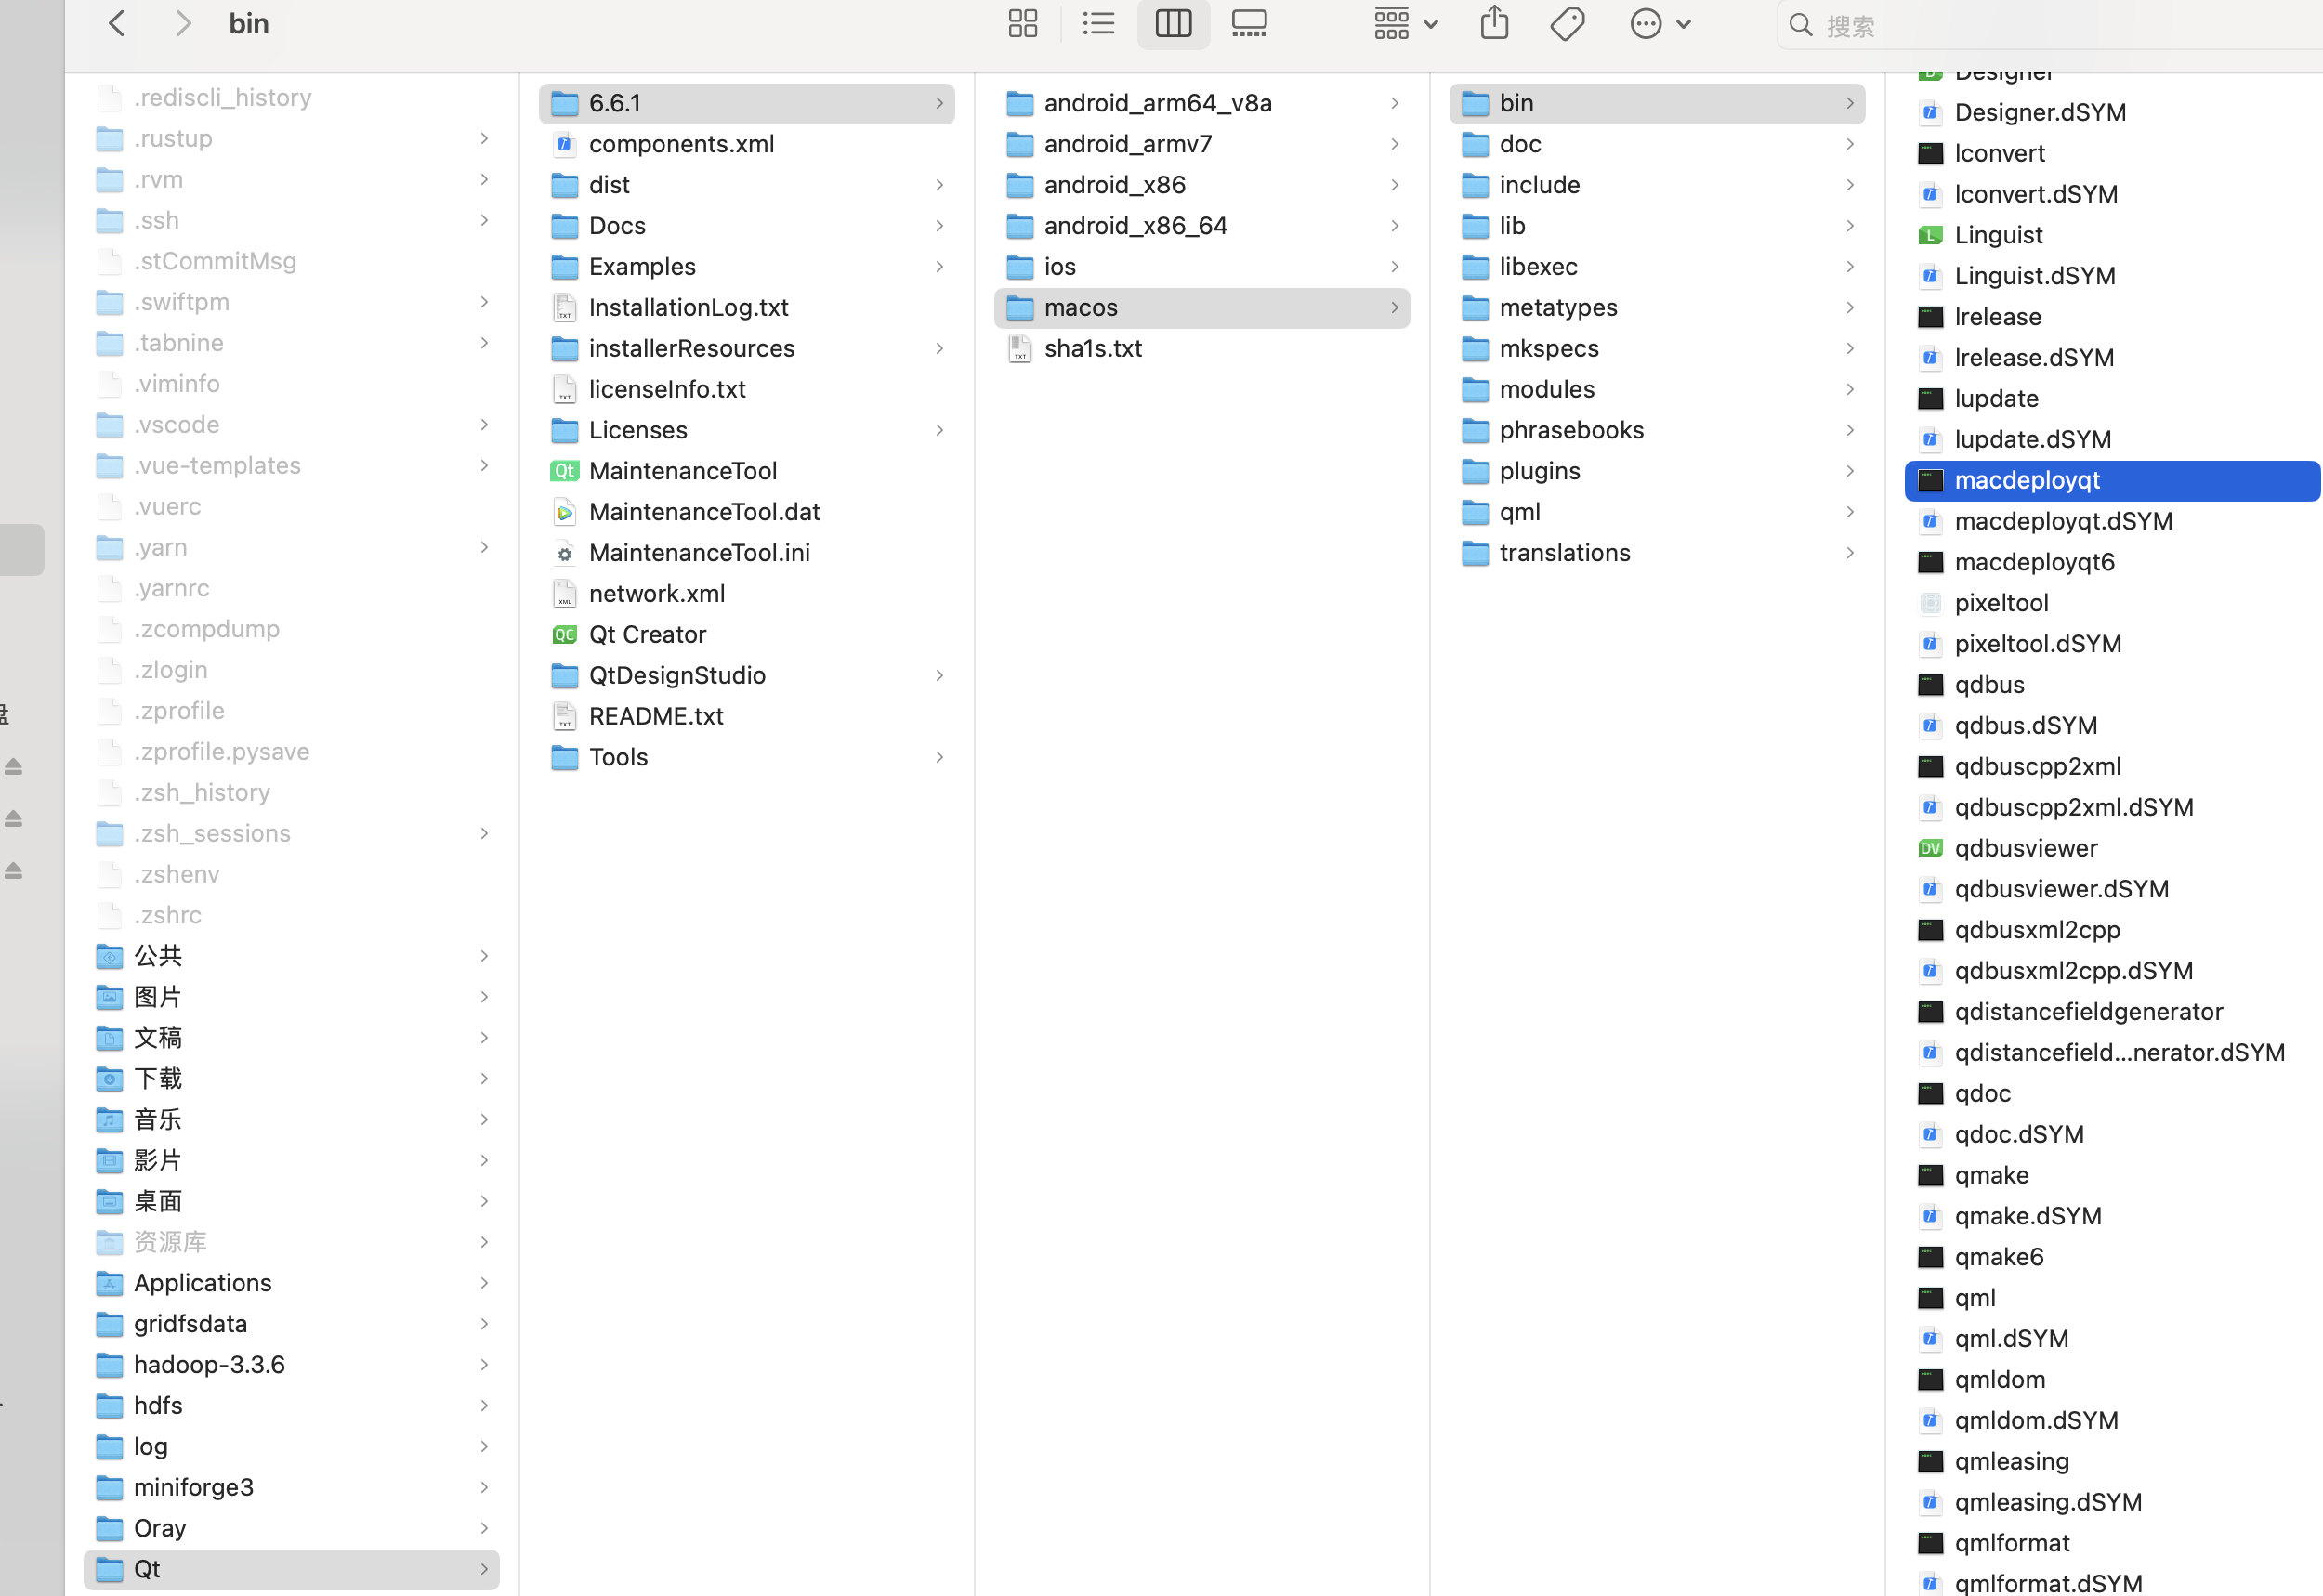 bin
搜索
.rediscli_history
.rustup
.rvm
.ssh
.stCommitMsg
.swiftpm
.tabnine
.viminfo
.vscode
.vue-templates
.vuerc
.yarn
.yarnrc
.zcompdump
.zlogin
.zprofile
.zprofile.pysave
.zsh_history
.zsh_sessions
.zshenv
.zshrc
公共
图片
文稿
下载
音乐
影片
桌面
资源库
Applications
gridfsdata
hadoop-3.3.6
hdfs
log
miniforge3
Oray
Qt
6.6.1
components.xml
dist
Docs
Examples
InstallationLog.txt
installerResources
licenseInfo.txt
Licenses
MaintenanceTool
MaintenanceTool.dat
MaintenanceTool.ini
network.xml
Qt Creator
QtDesignStudio
README.txt
Tools
android_arm64_v8a
android_armv7
android_x86
android_x86_64
ios
macos
sha1s.txt
bin
doc
include
lib
libexec
metatypes
mkspecs
modules
phrasebooks
plugins
qml
translations
Designer
Designer.dSYM
lconvert
lconvert.dSYM
Linguist
Linguist.dSYM
lrelease
lrelease.dSYM
lupdate
lupdate.dSYM
macdeployqt
macdeployqt.dSYM
macdeployqt6
pixeltool
pixeltool.dSYM
qdbus
qdbus.dSYM
qdbuscpp2xml
qdbuscpp2xml.dSYM
qdbusviewer
qdbusviewer.dSYM
qdbusxml2cpp
qdbusxml2cpp.dSYM
qdistancefieldgenerator
qdistancefield...nerator.dSYM
qdoc
qdoc.dSYM
qmake
qmake.dSYM
qmake6
qml
qml.dSYM
qmldom
qmldom.dSYM
qmleasing
qmleasing.dSYM
qmlformat
qmlformat.dSYM